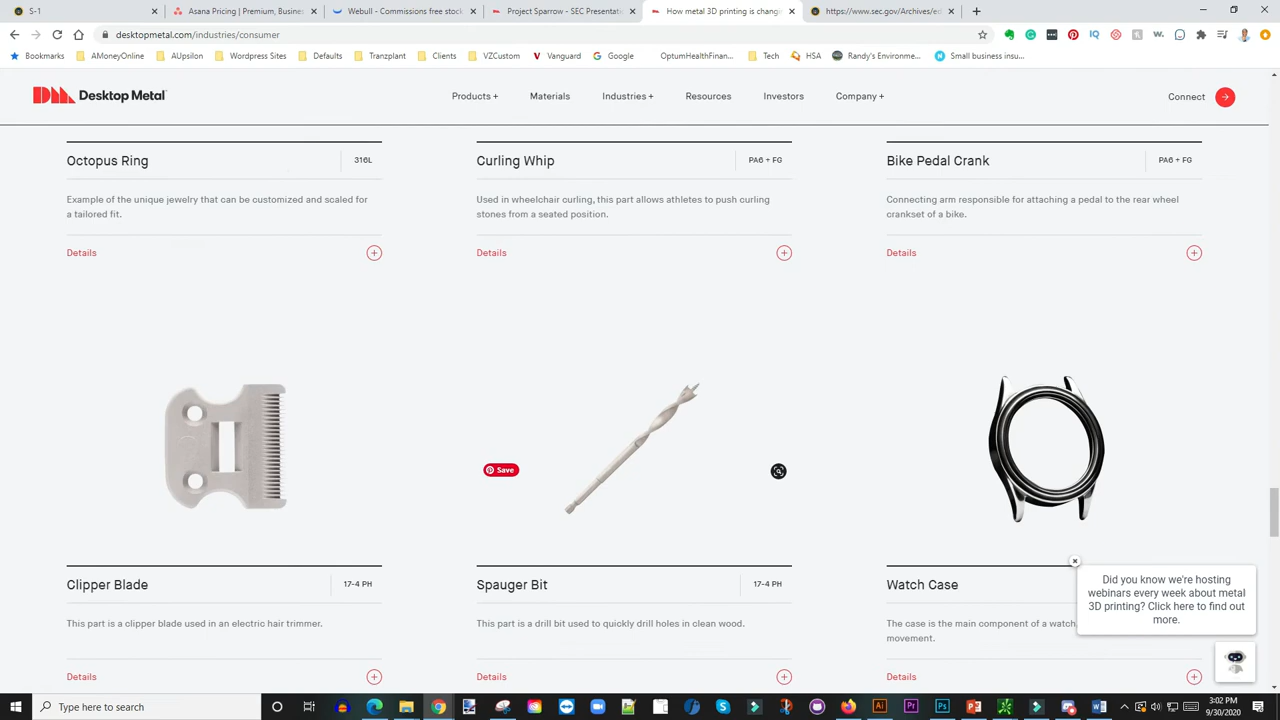 S-1
Asana Pricing | Premium, Busine
Webull - Commissions free stock
Project Sparrow - SEC Presentati
How metal 3D printing is changi
https://www.sec.gov/Archives/ed
desktopmetal.com/industries/consumer
Bookmarks
AMoneyOnline
AUpsilon
Wordpress Sites
Defaults
Tranzplant
Clients
VZCustom
Vanguard
Google
OptumHealthFinan...
Tech
HSA
Randy's Environme...
Small business insu...
Desktop Metal
Products +
Materials
Industries +
Resources
Investors
Company +
Connect
Octopus Ring
316L
Example of the unique jewelry that can be customized and scaled for
a tailored fit.
Details
Curling Whip
PA6 + FG
Used in wheelchair curling, this part allows athletes to push curling
stones from a seated position.
Details
Bike Pedal Crank
PA6 + FG
Connecting arm responsible for attaching a pedal to the rear wheel
crankset of a bike.
Details
Save
Clipper Blade
17-4 PH
This part is a clipper blade used in an electric hair trimmer.
Details
Spauger Bit
17-4 PH
This part is a drill bit used to quickly drill holes in clean wood.
Details
Watch Case
The case is the main component of a watch
movement.
Details
Did you know we're hosting
webinars every week about metal
3D printing? Click here to find out
more.
Type here to search
3:02 PM
9/30/2020